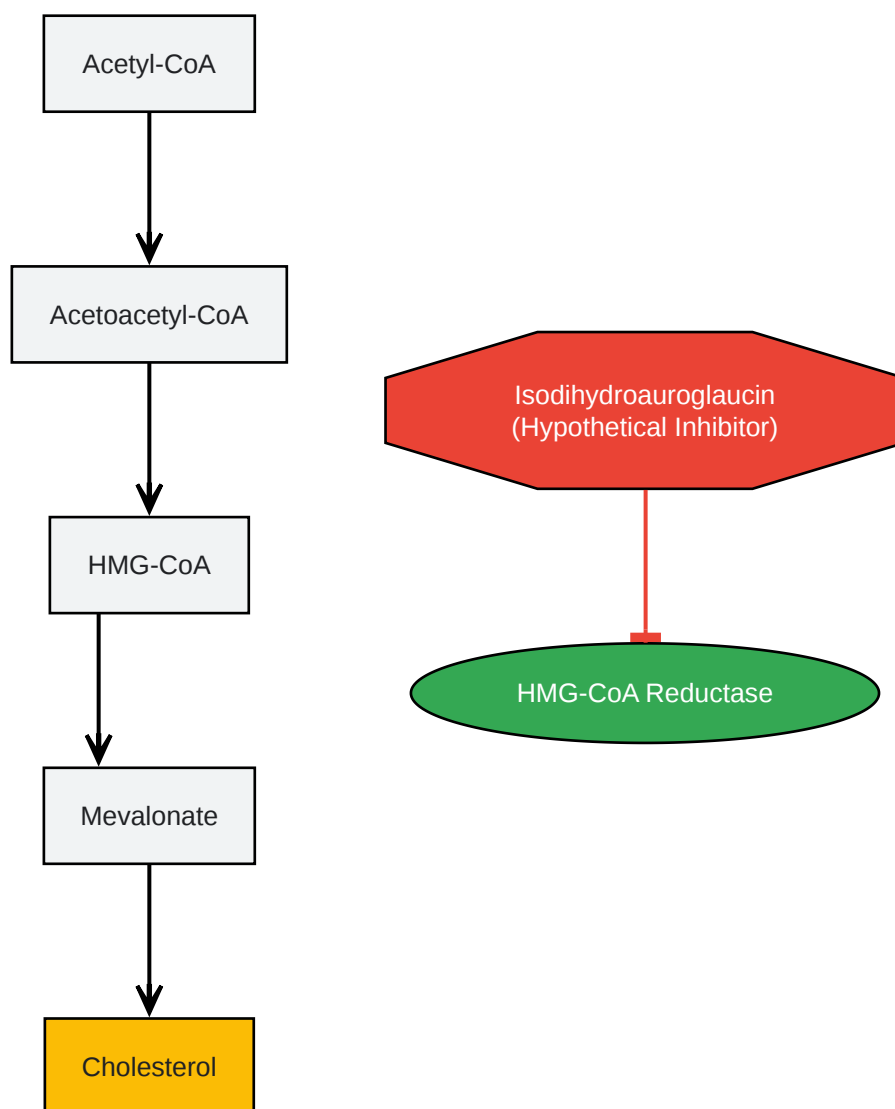 Acetyl-CoA
Acetoacetyl-CoA
Isodihydroauroglaucin
(Hypothetical Inhibitor)
HMG-CoA
HMG-CoA Reductase
Mevalonate
Cholesterol